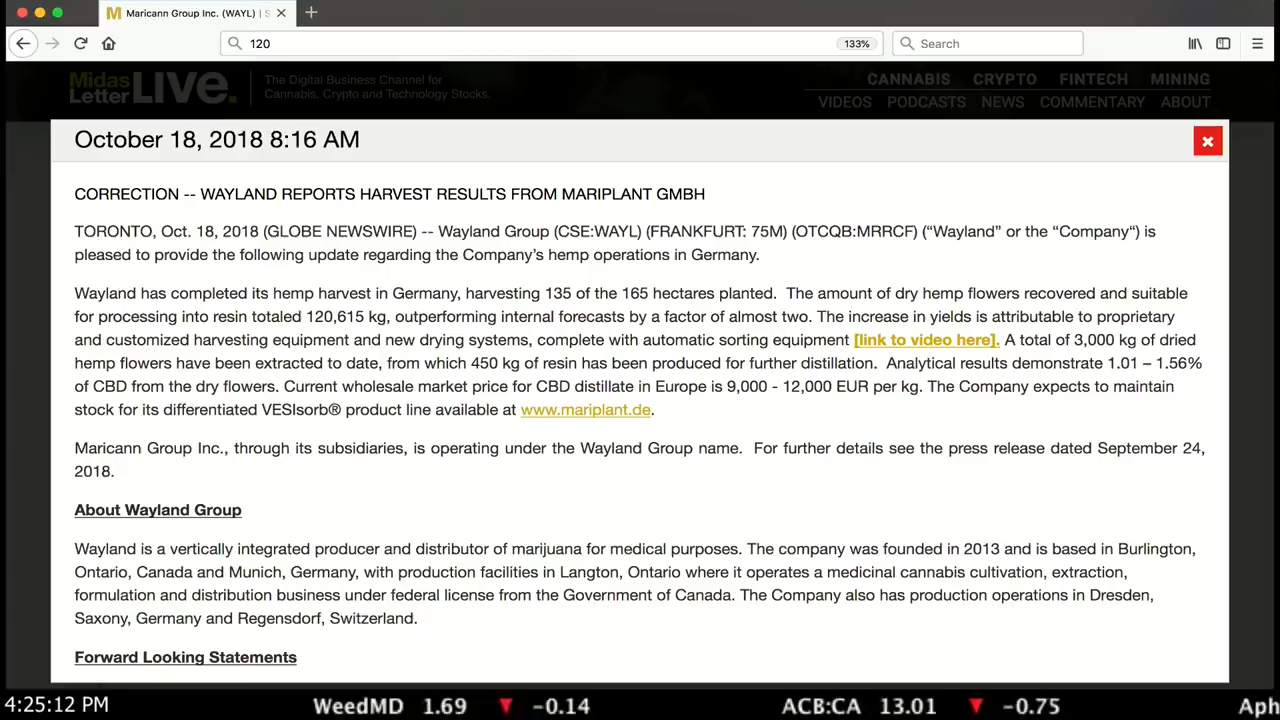 Maricann Group Inc. (WAYL) | S
120
133%
Search
Midas Letter LIVE.
The Digital Business Channel for
Cannabis, Crypto and Technology Stocks.
CANNABIS CRYPTO FINTECH MINING
VIDEOS PODCASTS NEWS COMMENTARY ABOUT
October 18, 2018 8:16 AM
CORRECTION -- WAYLAND REPORTS HARVEST RESULTS FROM MARIPLANT GMBH
TORONTO, Oct. 18, 2018 (GLOBE NEWSWIRE) -- Wayland Group (CSE:WAYL) (FRANKFURT: 75M) (OTCQB:MRRCF) (“Wayland” or the “Company“) is
pleased to provide the following update regarding the Company’s hemp operations in Germany.
Wayland has completed its hemp harvest in Germany, harvesting 135 of the 165 hectares planted.  The amount of dry hemp flowers recovered and suitable
for processing into resin totaled 120,615 kg, outperforming internal forecasts by a factor of almost two. The increase in yields is attributable to proprietary
and customized harvesting equipment and new drying systems, complete with automatic sorting equipment [link to video here]. A total of 3,000 kg of dried
hemp flowers have been extracted to date, from which 450 kg of resin has been produced for further distillation.  Analytical results demonstrate 1.01 – 1.56%
of CBD from the dry flowers. Current wholesale market price for CBD distillate in Europe is 9,000 - 12,000 EUR per kg. The Company expects to maintain
stock for its differentiated VESIsorb® product line available at www.mariplant.de.
Maricann Group Inc., through its subsidiaries, is operating under the Wayland Group name.  For further details see the press release dated September 24,
2018.
About Wayland Group
Wayland is a vertically integrated producer and distributor of marijuana for medical purposes. The company was founded in 2013 and is based in Burlington,
Ontario, Canada and Munich, Germany, with production facilities in Langton, Ontario where it operates a medicinal cannabis cultivation, extraction,
formulation and distribution business under federal license from the Government of Canada. The Company also has production operations in Dresden,
Saxony, Germany and Regensdorf, Switzerland.
Forward Looking Statements
4:25:12 PM WeedMD 1.69 ▼ -0.14 ACB:CA 13.01 ▼ -0.75 Aph